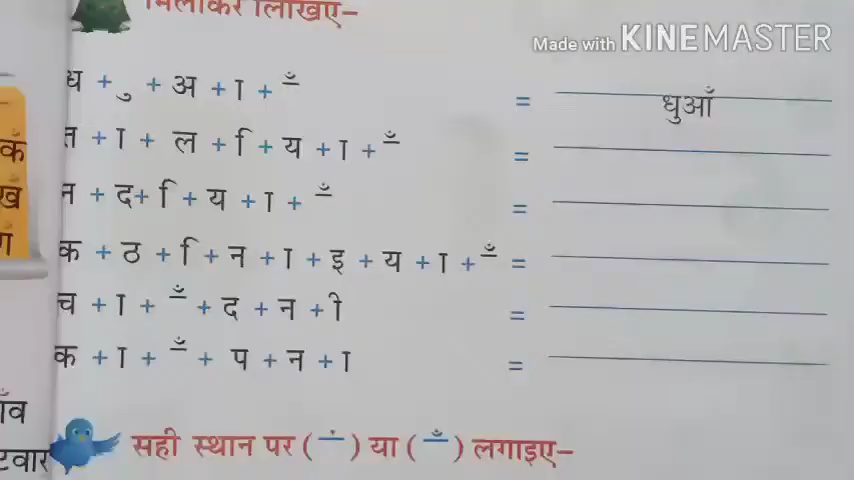 मिलाकर लिखिए-
Made with KINEMASTER
ध + ु + अ + ा + ँ = धुआँ
त + ा + ल + ि + य + ा + ँ =
न + द + ि + य + ा + ँ =
क + ठ + ि + न + ा + इ + य + ा + ँ =
च + ा + ँ + द + न + ी =
क + ा + ँ + प + न + ा =
सही स्थान पर ( ं ) या ( ँ ) लगाइए-